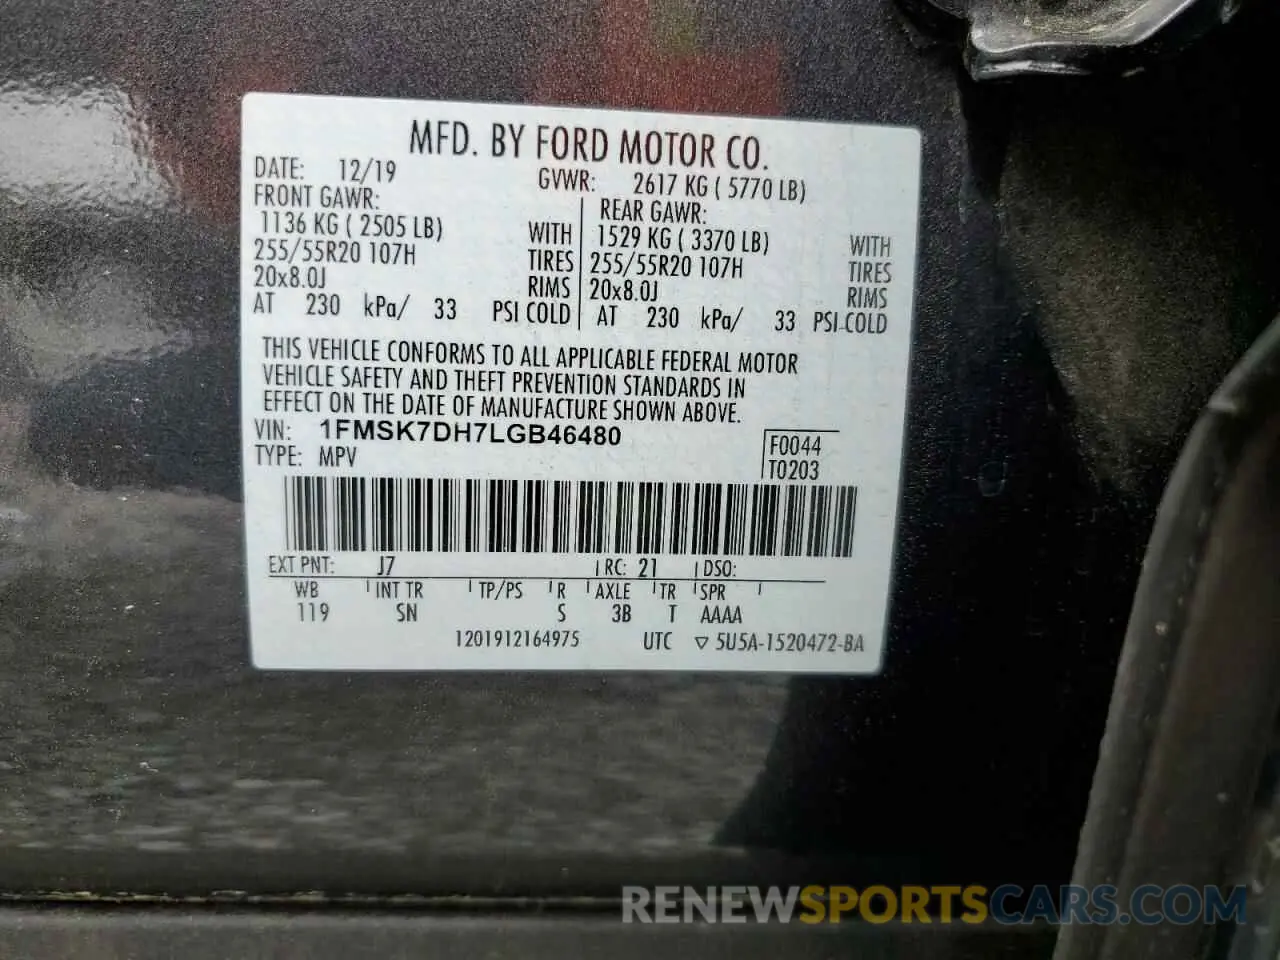 MFD. BY FORD MOTOR CO.
DATE: 12/19 GVWR: 2617 KG ( 5770 LB)
FRONT GAWR: REAR GAWR:
1136 KG ( 2505 LB) WITH 1529 KG ( 3370 LB) WITH
255/55R20 107H TIRES 255/55R20 107H TIRES
20x8.0J RIMS 20x8.0J RIMS
AT 230 kPa/ 33 PSI COLD AT 230 kPa/ 33 PSI COLD
THIS VEHICLE CONFORMS TO ALL APPLICABLE FEDERAL MOTOR
VEHICLE SAFETY AND THEFT PREVENTION STANDARDS IN
EFFECT ON THE DATE OF MANUFACTURE SHOWN ABOVE.
VIN: 1FMSK7DH7LGB46480 F0044
TYPE: MPV T0203
EXT PNT: J7 RC: 21 DSO:
WB INT TR TP/PS R AXLE TR SPR
119 SN S 3B T AAAA
1201912164975 UTC ▽ 5U5A-1520472-BA
RENEWSPORTSCARS.COM